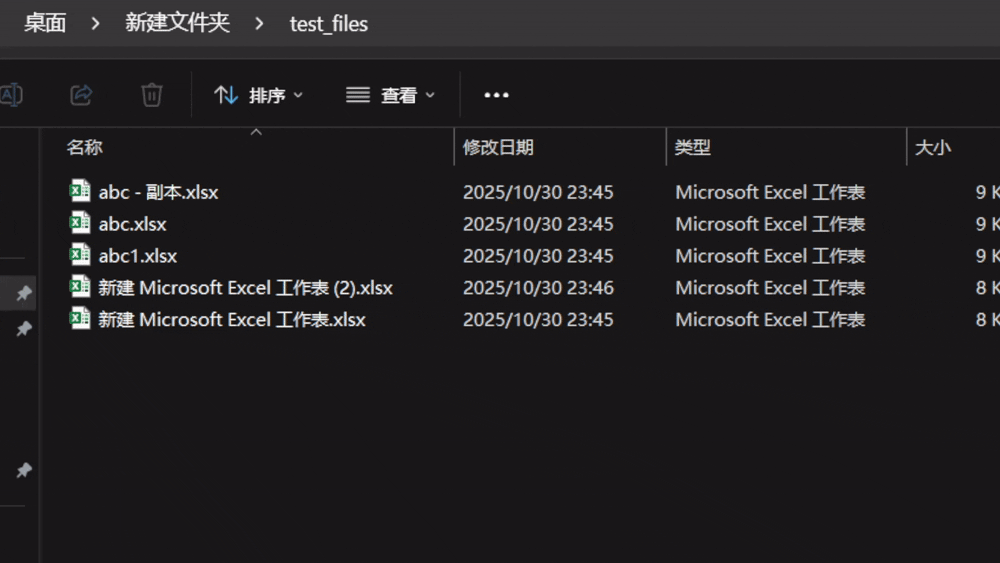 桌面 > 新建文件夹 > test_files
排序 查看 •••
名称 修改日期 类型 大小
abc - 副本.xlsx 2025/10/30 23:45 Microsoft Excel 工作表 9 K
abc.xlsx 2025/10/30 23:45 Microsoft Excel 工作表 9 K
abc1.xlsx 2025/10/30 23:45 Microsoft Excel 工作表 9 K
新建 Microsoft Excel 工作表 (2).xlsx 2025/10/30 23:46 Microsoft Excel 工作表 8 K
新建 Microsoft Excel 工作表.xlsx 2025/10/30 23:45 Microsoft Excel 工作表 8 K